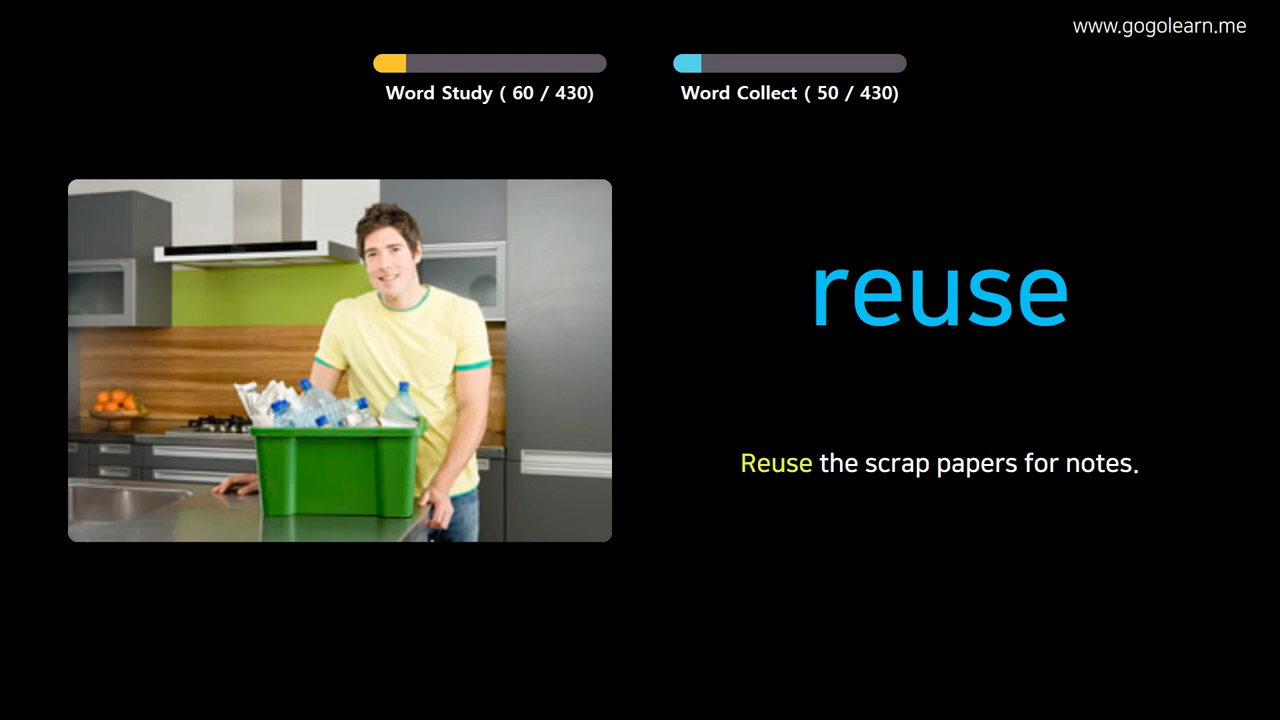 www.gogolearn.me
Word Study ( 60 / 430)
Word Collect ( 50 / 430)
reuse
Reuse the scrap papers for notes.